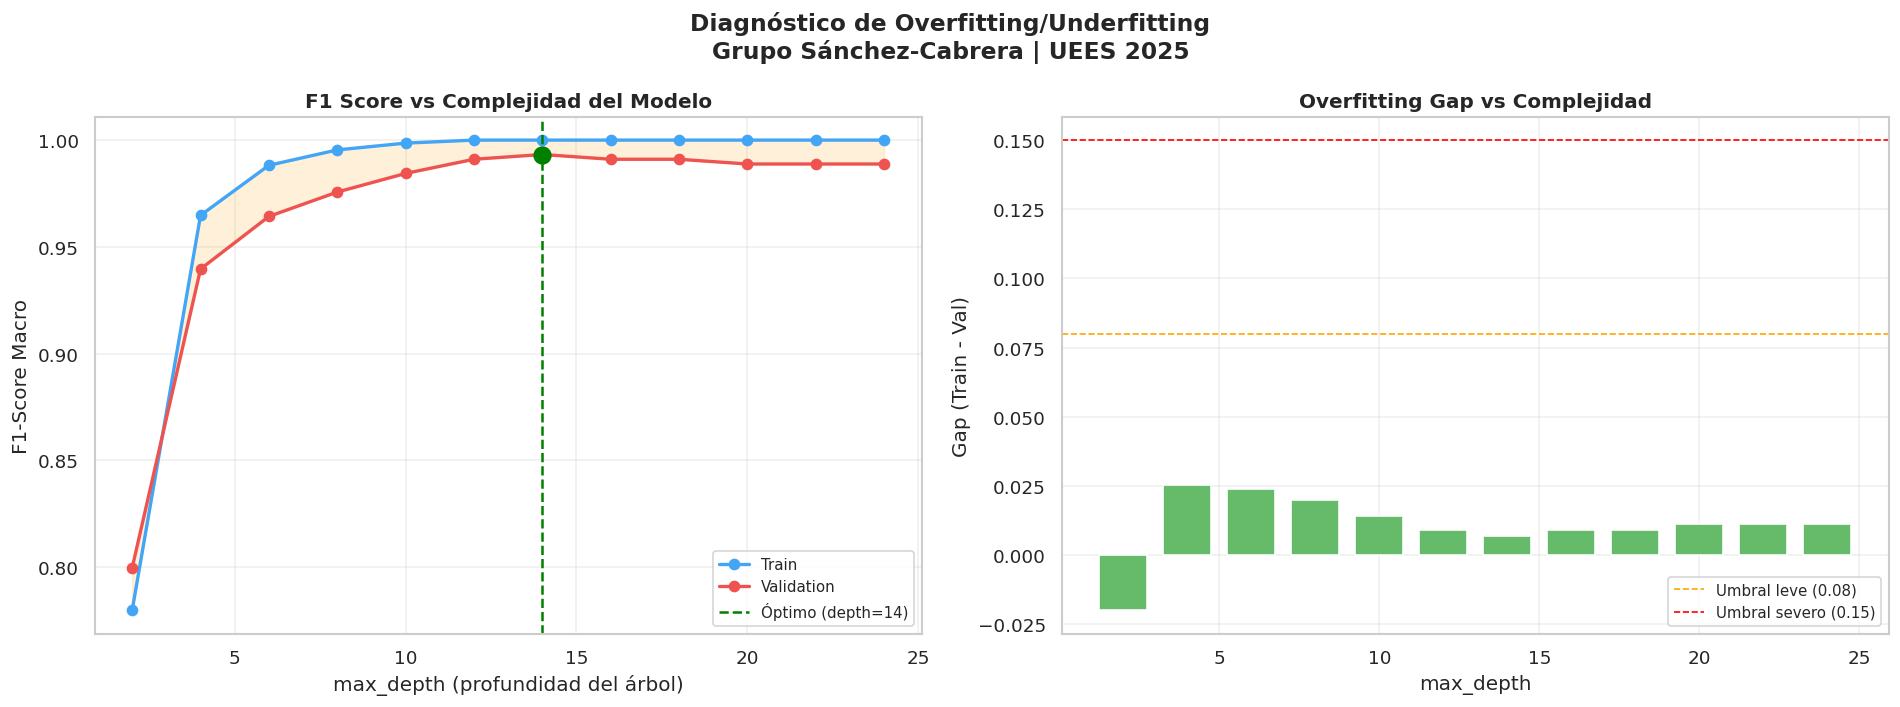 Diagnóstico de Overfitting/Underfitting
Grupo Sánchez-Cabrera | UEES 2025
F1 Score vs Complejidad del Modelo
1.00
0.95
0.90
0.85
0.80
F1-Score Macro
5
10
15
20
25
max_depth (profundidad del árbol)
Train
Validation
Óptimo (depth=14)
Overfitting Gap vs Complejidad
0.150
0.125
0.100
0.075
0.050
0.025
0.000
−0.025
Gap (Train - Val)
5
10
15
20
25
max_depth
Umbral leve (0.08)
Umbral severo (0.15)